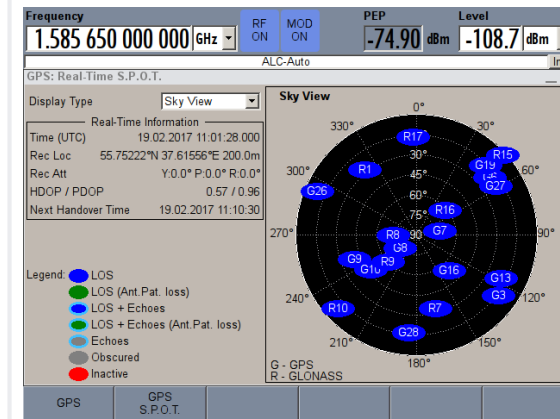 Frequency
1.585 650 000 000 000 GHz
RF ON
MOD ON
PEP
-74.90 dBm
Level
-108.7 dBm
ALC-Auto
GPS: Real-Time S.P.O.T.
Display Type Sky View
Real-Time Information
Time (UTC) 19.02.2017 11:01:28.000
Rec Loc 55.75222°N 37.61556°E 200.0m
Rec Att Y:0.0° P:0.0° R:0.0°
HDOP / PDOP 0.57 / 0.96
Next Handover Time 19.02.2017 11:10:30
Legend: LOS
LOS (Ant.Pat. loss)
LOS + Echoes
LOS + Echoes (Ant.Pat. loss)
Echoes
Obscured
Inactive
Sky View
0°
330° 30°
R17
R15
30°
R1 G19
300° 45° 60°
G6
G26 G27
60°
R16
75°
270° R8 90 G7 90°
G8
G9 R9
G10 G16
G13
G3
240° 120°
R10 R7
G28
210° 150°
180°
G - GPS
R - GLONASS
GPS
GPS S.P.O.T.